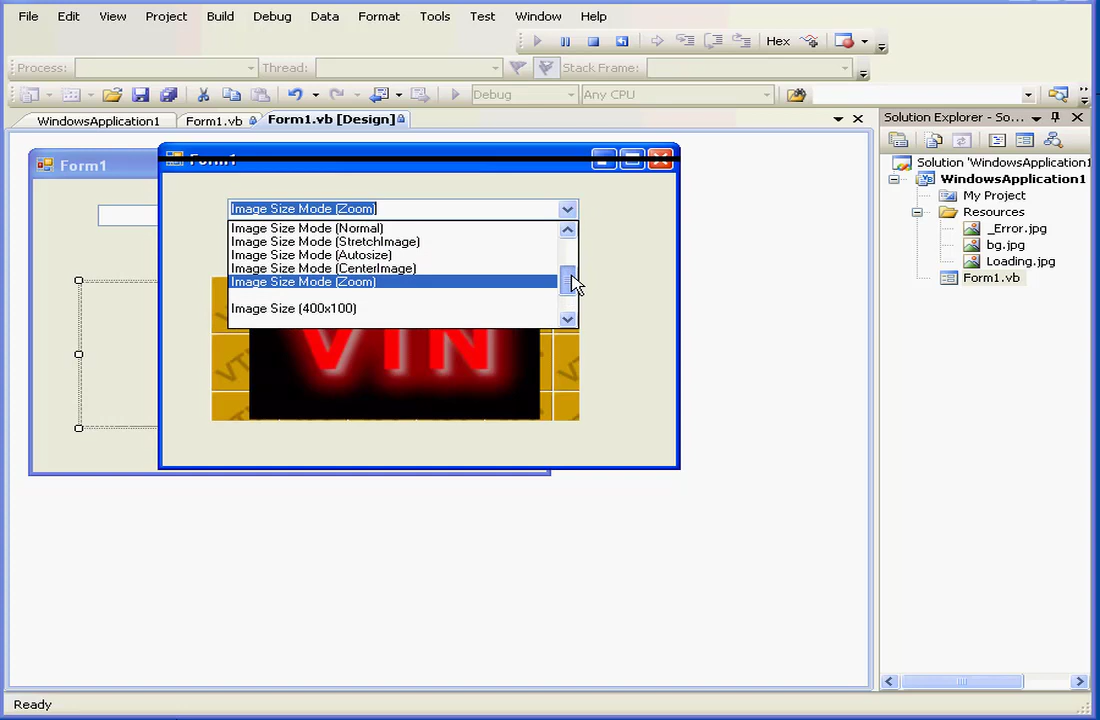 File Edit View Project Build Debug Data Format Tools Test Window Help
Hex
Process: Thread: Stack Frame:
Debug Any CPU
WindowsApplication1 Form1.vb Form1.vb [Design] Solution Explorer - So...
Form1
Form1
Solution 'WindowsApplication1
WindowsApplication1
My Project
Resources
_Error.jpg
bg.jpg
Loading.jpg
Form1.vb
Image Size Mode (Zoom)
Image Size Mode (Normal)
Image Size Mode (StretchImage)
Image Size Mode (Autosize)
Image Size Mode (CenterImage)
Image Size Mode (Zoom)
Image Size (400x100)
VTN
Ready